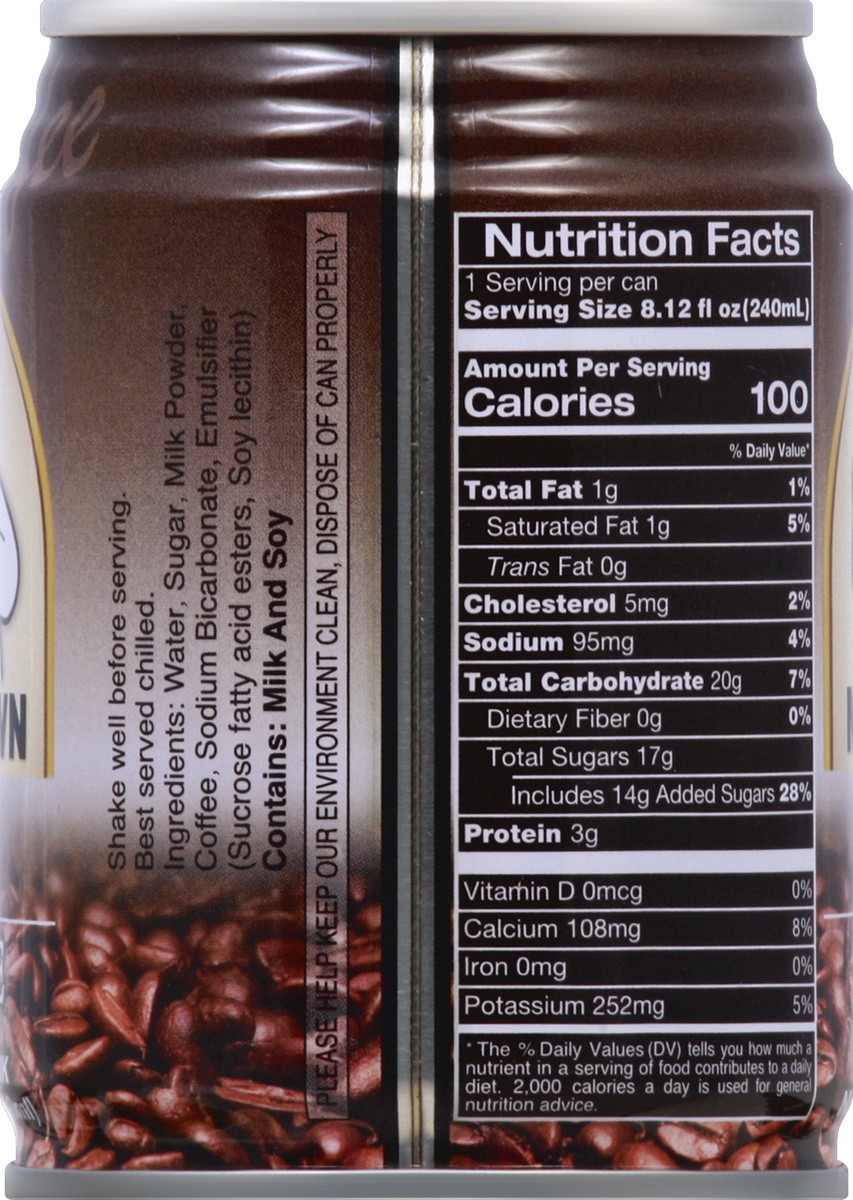 Shake well before serving.
Best served chilled.
Ingredients: Water, Sugar, Milk Powder,
Coffee, Sodium Bicarbonate, Emulsifier
(Sucrose fatty acid esters, Soy lecithin)
Contains: Milk And Soy
PLEASE HELP KEEP OUR ENVIRONMENT CLEAN, DISPOSE OF CAN PROPERLY
Nutrition Facts
1 Serving per can
Serving Size 8.12 fl oz(240mL)
Amount Per Serving
Calories 100
% Daily Value*
Total Fat 1g 1%
Saturated Fat 1g 5%
Trans Fat 0g
Cholesterol 5mg 2%
Sodium 95mg 4%
Total Carbohydrate 20g 7%
Dietary Fiber 0g 0%
Total Sugars 17g
Includes 14g Added Sugars 28%
Protein 3g
Vitamin D 0mcg 0%
Calcium 108mg 8%
Iron 0mg 0%
Potassium 252mg 5%
* The % Daily Values (DV) tells you how much a
nutrient in a serving of food contributes to a daily
diet. 2,000 calories a day is used for general
nutrition advice.